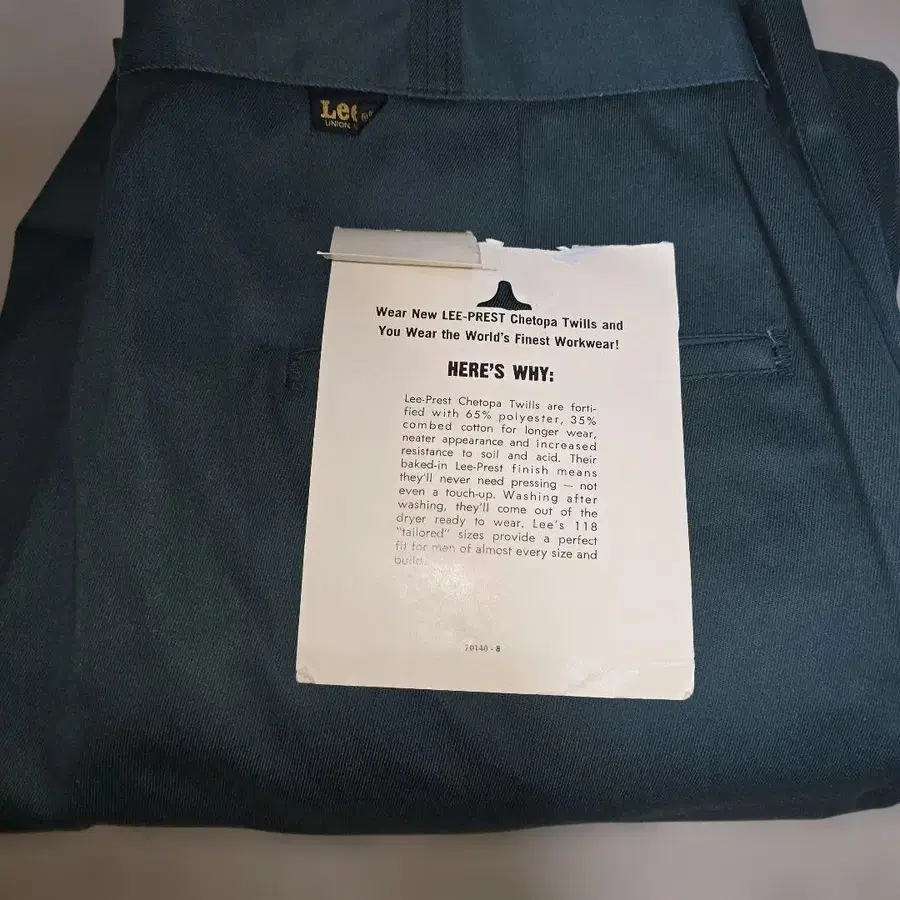 Lee®
UNION
Wear New LEE-PREST Chetopa Twills and
You Wear the World's Finest Workwear!
HERE'S WHY:
Lee-Prest Chetopa Twills are forti-
fied with 65% polyester, 35%
combed cotton for longer wear,
neater appearance and increased
resistance to soil and acid. Their
baked-in Lee-Prest finish means
they'll never need pressing — not
even a touch-up. Washing after
washing, they'll come out of the
dryer ready to wear. Lee's 118
"tailored" sizes provide a perfect
fit for men of almost every size and
build.
70140-8